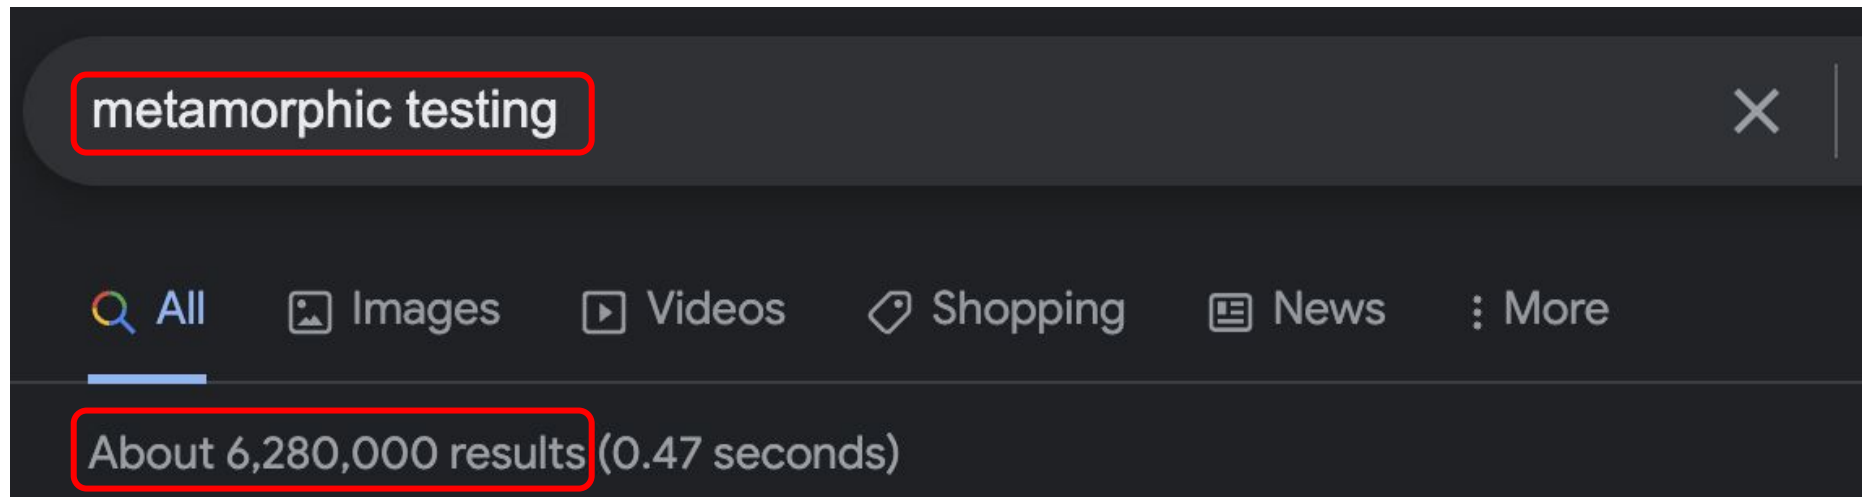 metamorphic testing
All Images Videos Shopping News More
About 6,280,000 results (0.47 seconds)